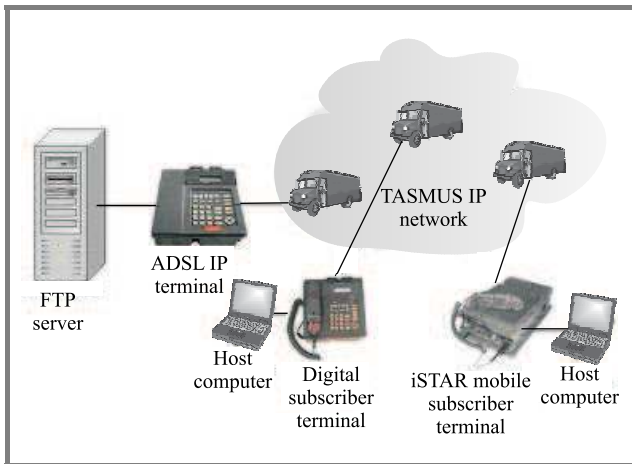 TASMUS IP
network
ADSL IP
terminal
FTP
server
Host
computer
Digital
subscriber
terminal
iSTAR mobile
subscriber
terminal
Host
computer